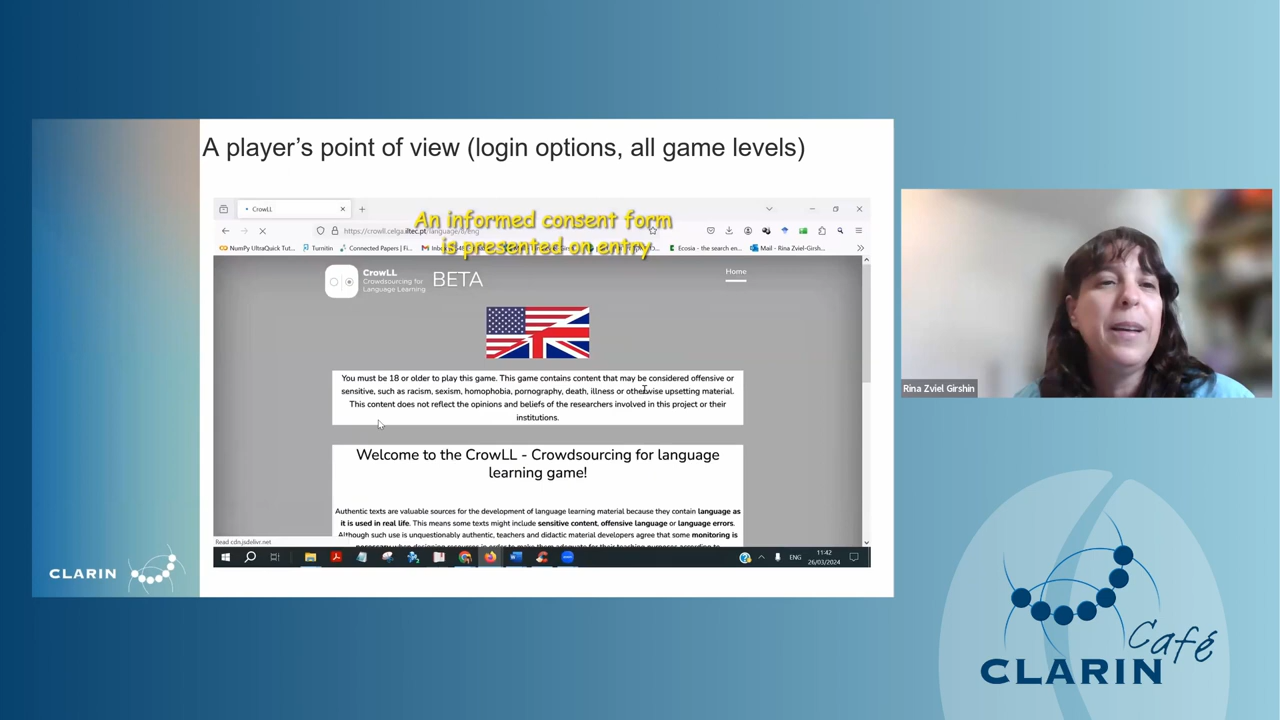 A player's point of view (login options, all game levels)
CrowLL
An informed consent form
is presented on entry
https://crowll.celga.iltec.pt/language/8/eng
NumPy UltraQuick Tut...
Turnitin
Connected Papers | Fi...
Ecosia - the search en...
Mail - Rina Zviel-Girsh...
CrowLL
Crowdsourcing for
Language Learning
BETA
Home
You must be 18 or older to play this game. This game contains content that may be considered offensive or
sensitive, such as racism, sexism, homophobia, pornography, death, illness or otherwise upsetting material.
This content does not reflect the opinions and beliefs of the researchers involved in this project or their
institutions.
Welcome to the CrowLL - Crowdsourcing for language
learning game!
Authentic texts are valuable sources for the development of language learning material because they contain language as
it is used in real life. This means some texts might include sensitive content, offensive language or language errors.
Although such use is unquestionably authentic, teachers and didactic material developers agree that some monitoring is
Read cdn.jsdelivr.net
ENG
11:42
26/03/2024
CLARIN
Rina Zviel Girshin
Café
CLARIN